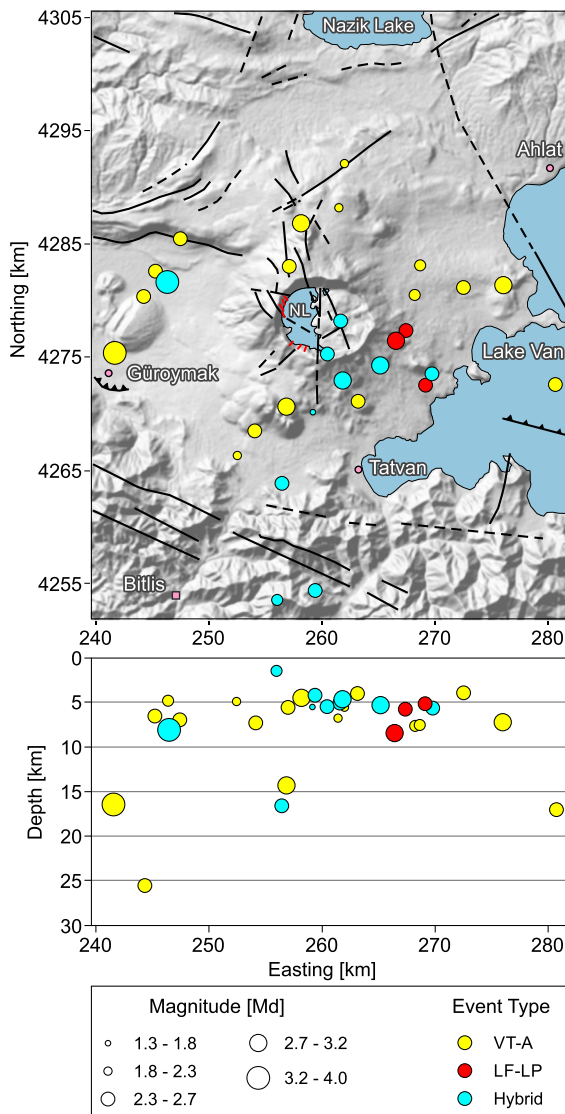 4305
Nazik Lake
4295
Ahlat
4285
Northing [km]
NL
4275
Lake Van
Güroymak
4265
Tatvan
4255
Bitlis
240 250 260 270 280
0
5
10
15
20
25
30
Depth [km]
240 250 260 270 280
Easting [km]
Magnitude [Md] Event Type
1.3 - 1.8 2.7 - 3.2 VT-A
1.8 - 2.3 3.2 - 4.0 LF-LP
2.3 - 2.7 Hybrid